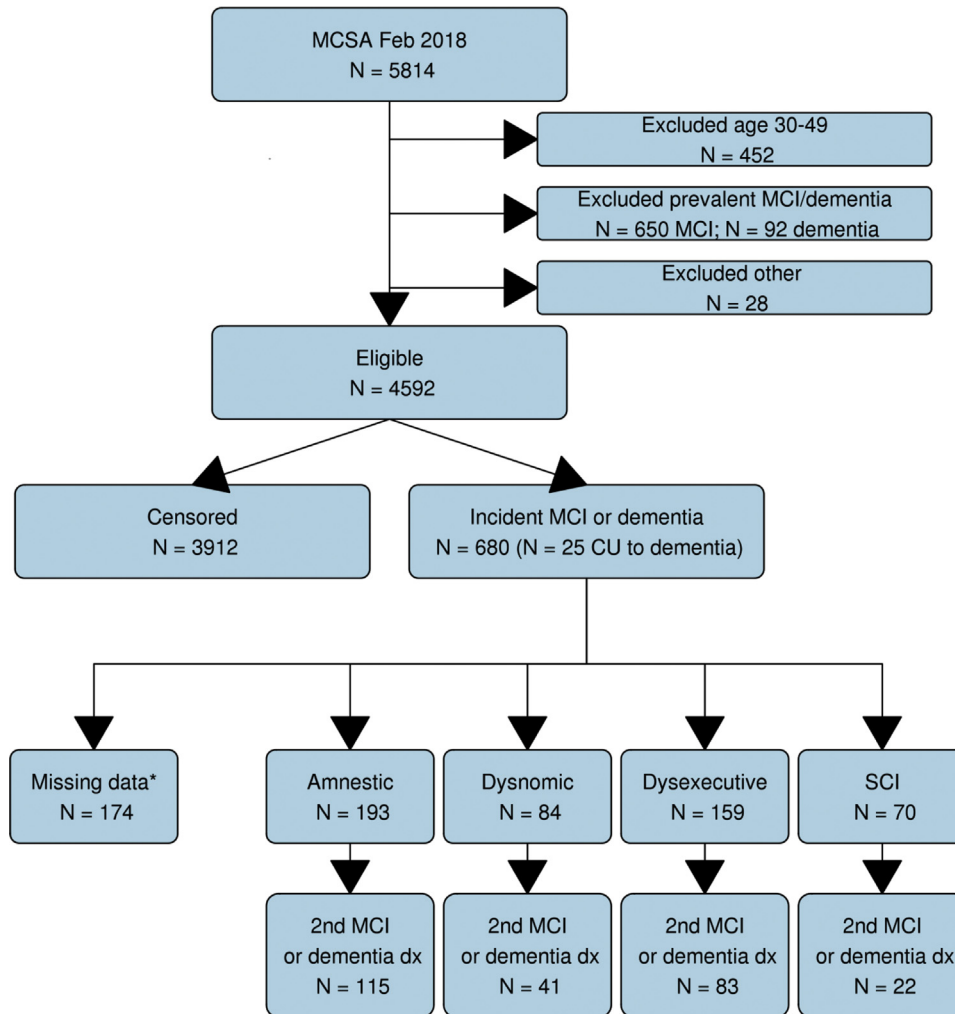 MCSA Feb 2018
N = 5814
Excluded age 30-49
N = 452
Excluded prevalent MCI/dementia
N = 650 MCI; N = 92 dementia
Excluded other
N = 28
Eligible
N = 4592
Censored
N = 3912
Incident MCI or dementia
N = 680 (N = 25 CU to dementia)
Missing data*
N = 174
Amnestic
N = 193
Dysnomic
N = 84
Dysexecutive
N = 159
SCI
N = 70
2nd MCI
or dementia dx
N = 115
2nd MCI
or dementia dx
N = 41
2nd MCI
or dementia dx
N = 83
2nd MCI
or dementia dx
N = 22